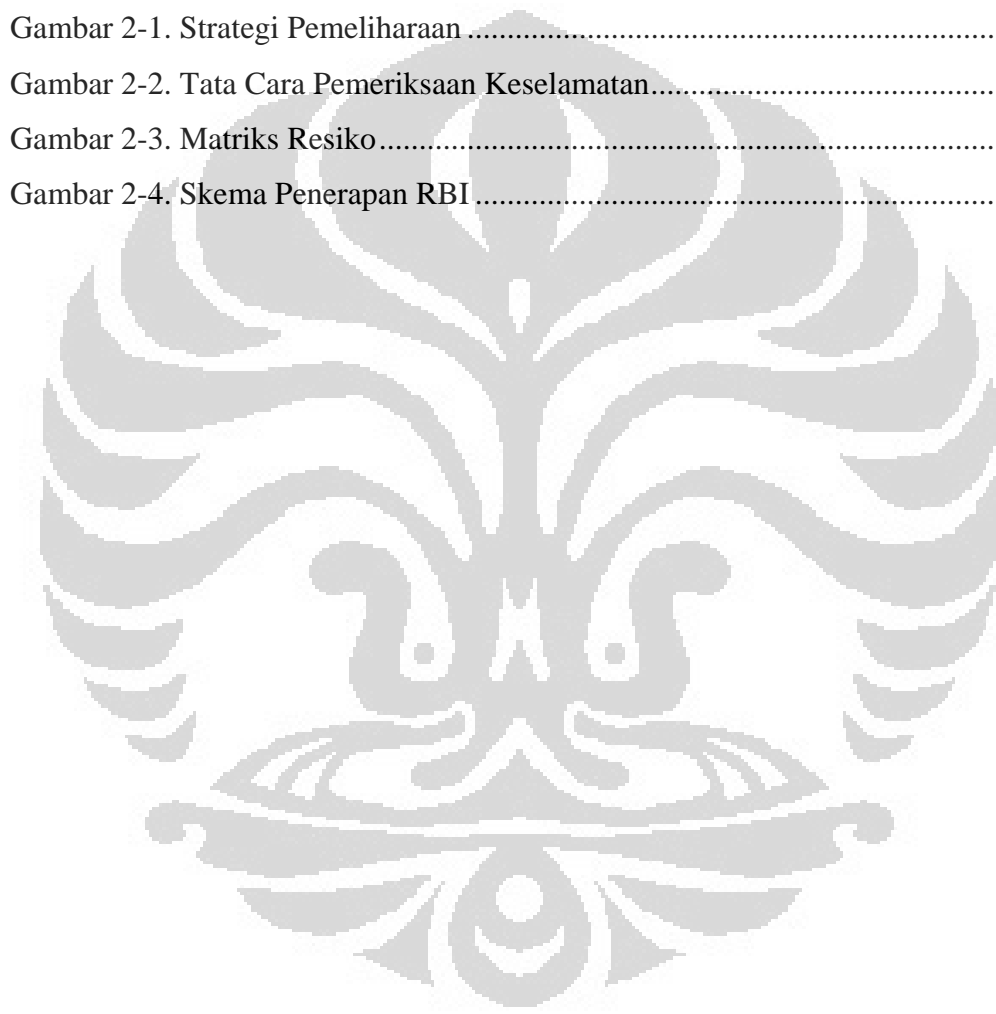 Gambar 2-1. Strategi Pemeliharaan ..................................................................
Gambar 2-2. Tata Cara Pemeriksaan Keselamatan...........................................
Gambar 2-3. Matriks Resiko.............................................................................
Gambar 2-4. Skema Penerapan RBI .................................................................